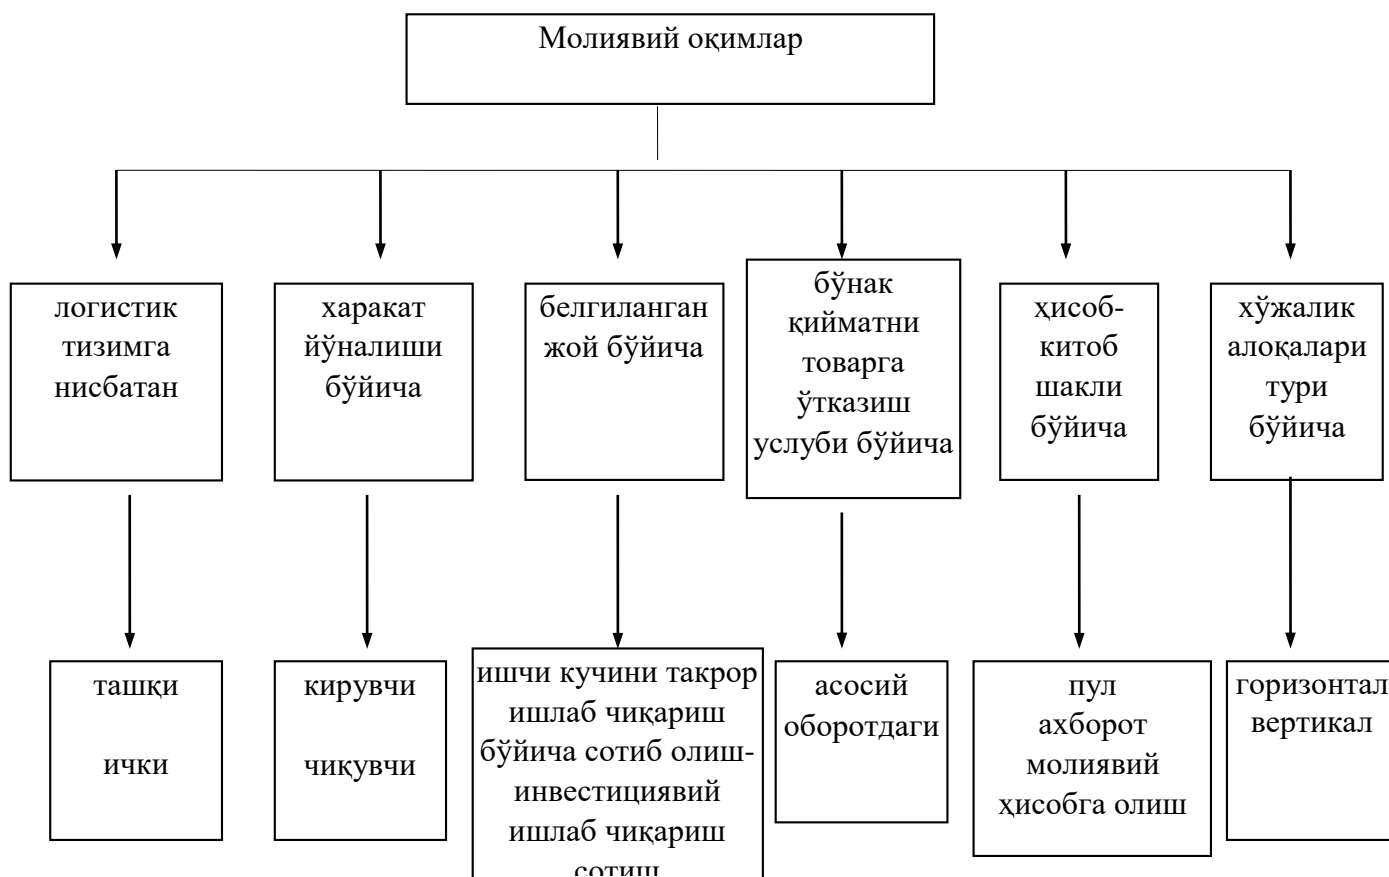 Молиявий оқимлар
логистик
тизимга
нисбатан
харакат
йўналиши
бўйича
белгиланган
жой бўйича
бўнак
қийматни
товарга
ўтказиш
услуби бўйича
ҳисоб-
китоб
шакли
бўйича
хўжалик
алоқалари
тури
бўйича
ташқи
ички
кирувчи
чиқувчи
ишчи кучини такрор
ишлаб чиқариш
бўйича сотиб олиш-
инвестициявий
ишлаб чиқариш
сотиш
асосий
оборотдаги
пул
ахборот
молиявий
ҳисобга олиш
горизонтал
вертикал